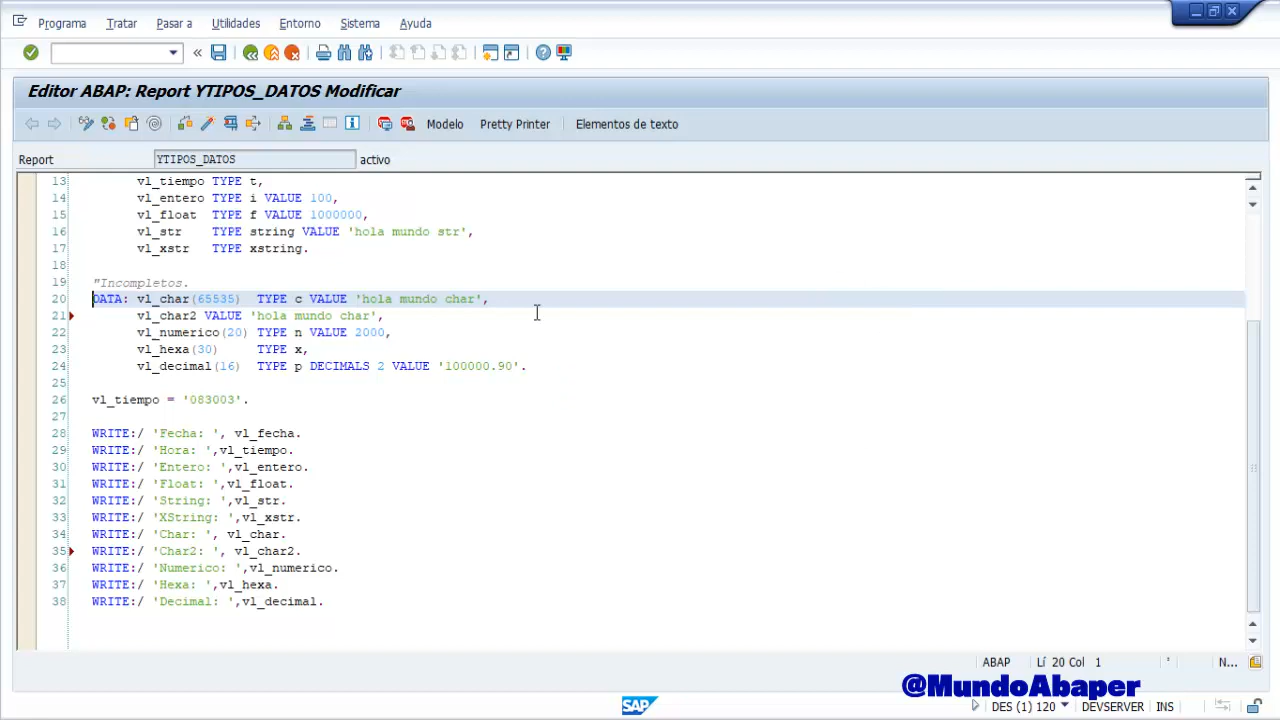 Programa Tratar Pasar a Utilidades Entorno Sistema Ayuda
Editor ABAP: Report YTIPOS_DATOS Modificar
Modelo Pretty Printer Elementos de texto
Report YTIPOS_DATOS activo
13 vl_tiempo TYPE t,
14 vl_entero TYPE i VALUE 100,
15 vl_float TYPE f VALUE 1000000,
16 vl_str TYPE string VALUE 'hola mundo str',
17 vl_xstr TYPE xstring.
18
19 "Incompletos.
20 DATA: vl_char(65535) TYPE c VALUE 'hola mundo char',
21 vl_char2 VALUE 'hola mundo char',
22 vl_numerico(20) TYPE n VALUE 2000,
23 vl_hexa(30) TYPE x,
24 vl_decimal(16) TYPE p DECIMALS 2 VALUE '100000.90'.
25
26 vl_tiempo = '083003'.
27
28 WRITE:/ 'Fecha: ', vl_fecha.
29 WRITE:/ 'Hora: ',vl_tiempo.
30 WRITE:/ 'Entero: ',vl_entero.
31 WRITE:/ 'Float: ',vl_float.
32 WRITE:/ 'String: ',vl_str.
33 WRITE:/ 'XString: ',vl_xstr.
34 WRITE:/ 'Char: ', vl_char.
35 WRITE:/ 'Char2: ', vl_char2.
36 WRITE:/ 'Numerico: ',vl_numerico.
37 WRITE:/ 'Hexa: ',vl_hexa.
38 WRITE:/ 'Decimal: ',vl_decimal.
ABAP Lí 20 Col 1 N...
@MundoAbaper
SAP DES (1) 120 DEVSERVER INS